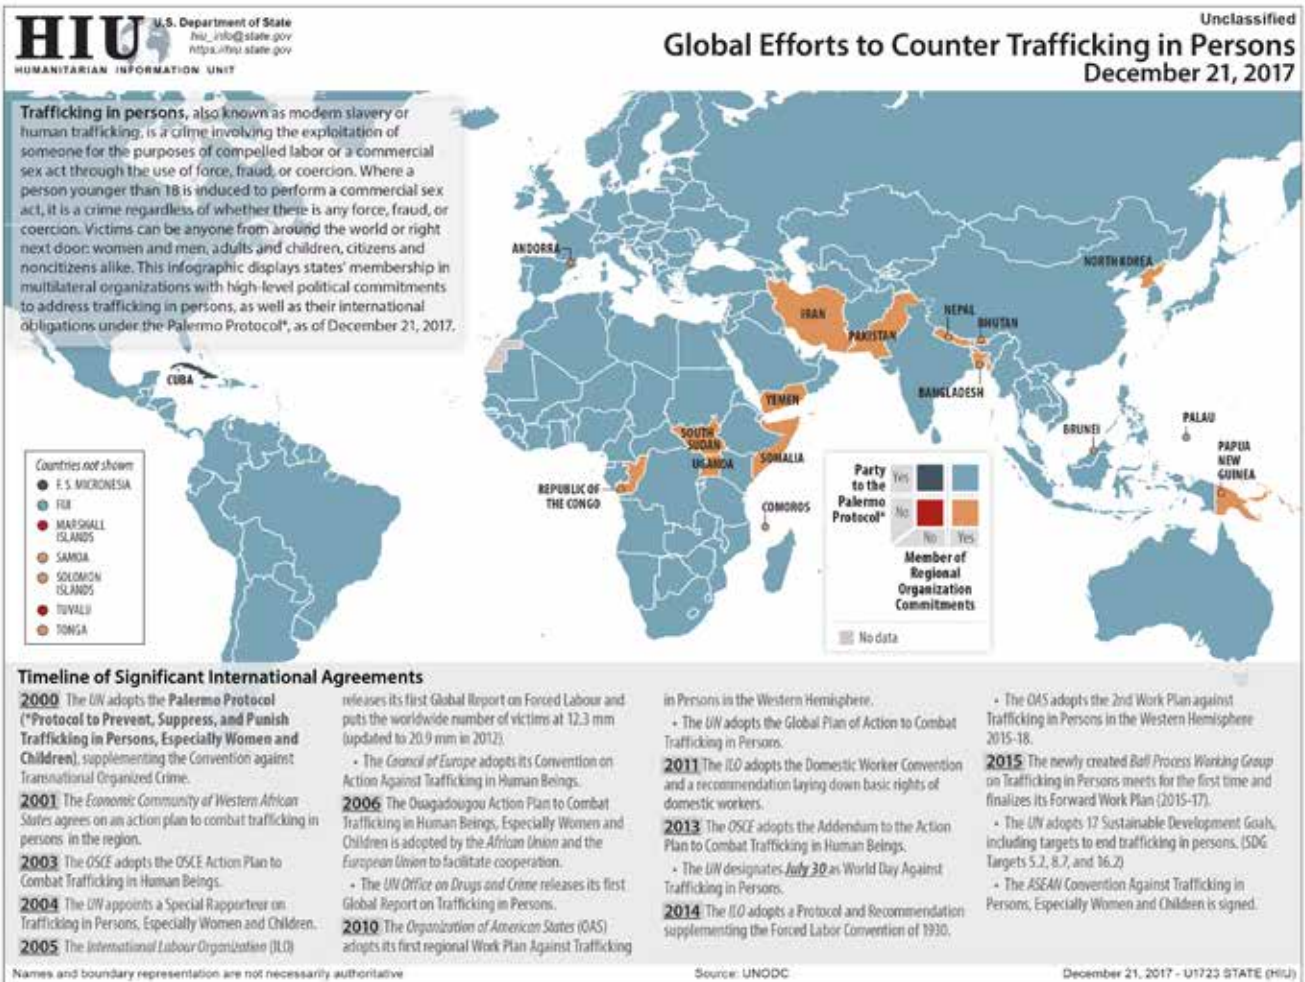 HIU
U.S. Department of State
hiu_info@state.gov
https://hiu.state.gov
HUMANITARIAN INFORMATION UNIT
Unclassified
Global Efforts to Counter Trafficking in Persons
December 21, 2017
Trafficking in persons, also known as modern slavery or
human trafficking, is a crime involving the exploitation of
someone for the purposes of compelled labor or a commercial
sex act through the use of force, fraud, or coercion. Where a
person younger than 18 is induced to perform a commercial sex
act, it is a crime regardless of whether there is any force, fraud, or
coercion. Victims can be anyone from around the world or right
next door: women and men, adults and children, citizens and
noncitizens alike. This infographic displays states' membership in
multilateral organizations with high-level political commitments
to address trafficking in persons, as well as their international
obligations under the Palermo Protocol*, as of December 21, 2017.
ANDORRA
NORTH KOREA
IRAN
NEPAL
BHUTAN
PAKISTAN
CUBA
BANGLADESH
YEMEN
PALAU
BRUNEI
SOUTH
SUDAN
PAPUA
NEW
GUINEA
SOMALIA
UGANDA
REPUBLIC OF
THE CONGO
COMOROS
Countries not shown
F. S. MICRONESIA
FIJI
MARSHALL
ISLANDS
SAMOA
SOLOMON
ISLANDS
TUVALU
TONGA
Party
to the
Palermo
Protocol*
Yes
No
No
Yes
Member of
Regional
Organization
Commitments
No data
Timeline of Significant International Agreements
2000 The UN adopts the Palermo Protocol
(*Protocol to Prevent, Suppress, and Punish
Trafficking in Persons, Especially Women and
Children), supplementing the Convention against
Transnational Organized Crime.
2001 The Economic Community of Western African
States agrees on an action plan to combat trafficking in
persons in the region.
2003 The OSCE adopts the OSCE Action Plan to
Combat Trafficking in Human Beings.
2004 The UN appoints a Special Rapporteur on
Trafficking in Persons, Especially Women and Children.
2005 The International Labour Organization (ILO)
releases its first Global Report on Forced Labour and
puts the worldwide number of victims at 12.3 mm
(updated to 20.9 mm in 2012).
• The Council of Europe adopts its Convention on
Action Against Trafficking in Human Beings.
2006 The Ouagadougou Action Plan to Combat
Trafficking in Human Beings, Especially Women and
Children is adopted by the African Union and the
European Union to facilitate cooperation.
• The UN Office on Drugs and Crime releases its first
Global Report on Trafficking in Persons.
2010 The Organization of American States (OAS)
adopts its first regional Work Plan Against Trafficking
in Persons in the Western Hemisphere.
• The UN adopts the Global Plan of Action to Combat
Trafficking in Persons.
2011 The ILO adopts the Domestic Worker Convention
and a recommendation laying down basic rights of
domestic workers.
2013 The OSCE adopts the Addendum to the Action
Plan to Combat Trafficking in Human Beings.
• The UN designates July 30 as World Day Against
Trafficking in Persons.
2014 The ILO adopts a Protocol and Recommendation
supplementing the Forced Labor Convention of 1930.
• The OAS adopts the 2nd Work Plan against
Trafficking in Persons in the Western Hemisphere
2015-18.
2015 The newly created Bali Process Working Group
on Trafficking in Persons meets for the first time and
finalizes its Forward Work Plan (2015-17).
• The UN adopts 17 Sustainable Development Goals,
including targets to end trafficking in persons. (SDG
Targets 5.2, 8.7, and 16.2)
• The ASEAN Convention Against Trafficking in
Persons, Especially Women and Children is signed.
Names and boundary representation are not necessarily authoritative
Source: UNODC
December 21, 2017 - U1723 STATE (HIU)